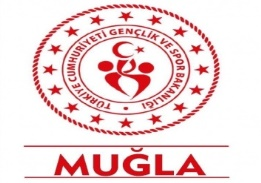 TÜRKİYE CUMHURİYETİ GENÇLİK VE SPOR BAKANLIĞI
MUĞLA